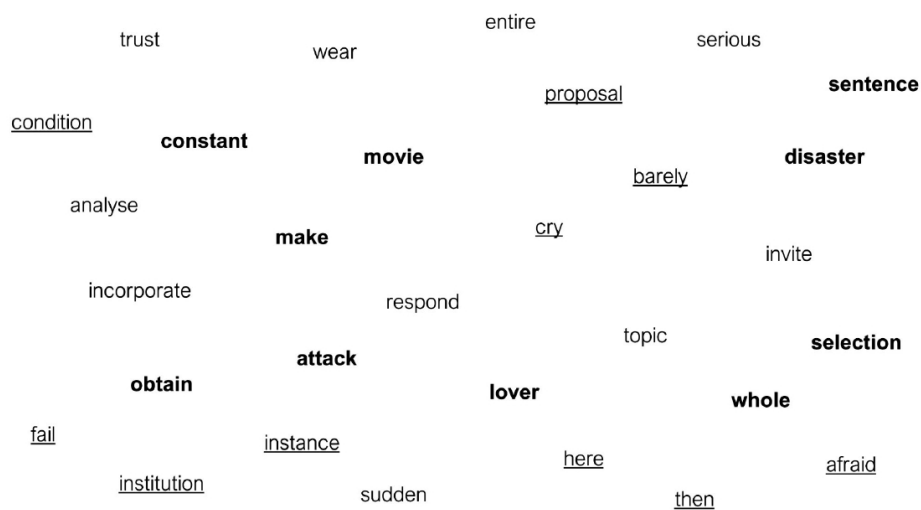 entire
trust
serious
wear
sentence
proposal
condition
constant
movie
disaster
barely
analyse
cry
make
invite
incorporate
respond
topic
selection
attack
obtain
lover
whole
fail
instance
here
afraid
institution
sudden
then